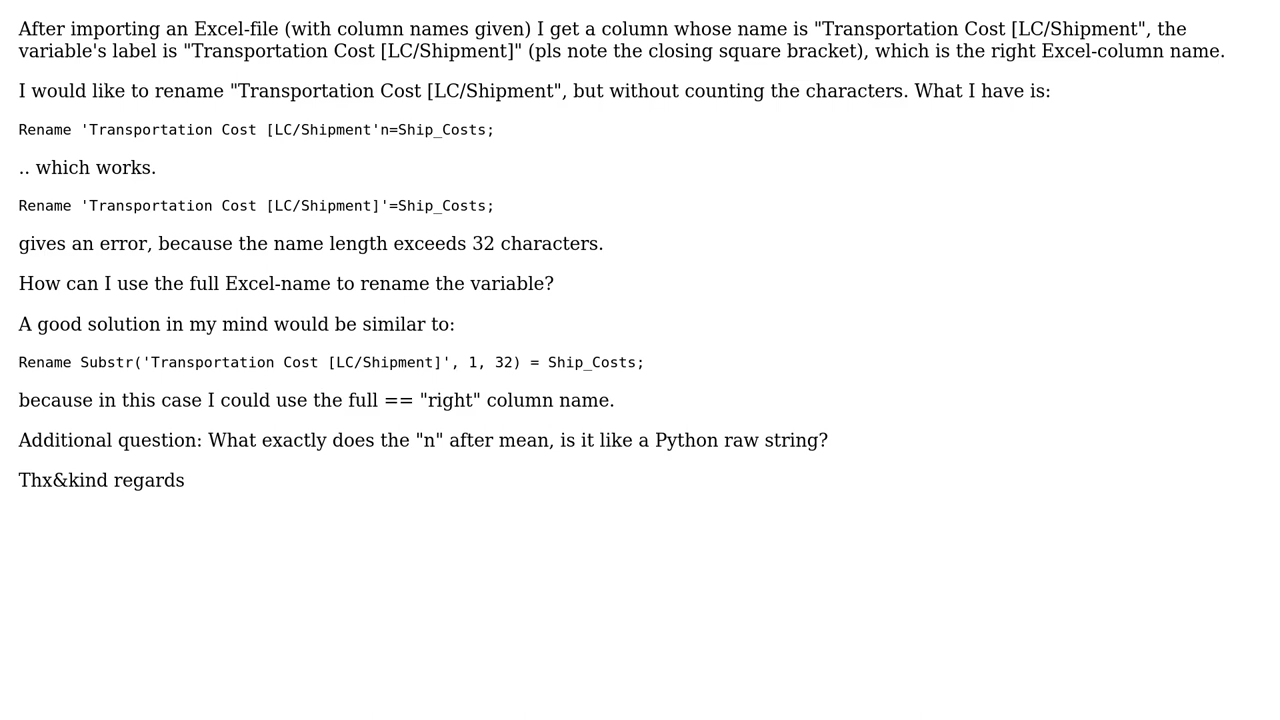 After importing an Excel-file (with column names given) I get a column whose name is "Transportation Cost [LC/Shipment", the
variable's label is "Transportation Cost [LC/Shipment]" (pls note the closing square bracket), which is the right Excel-column name.
I would like to rename "Transportation Cost [LC/Shipment", but without counting the characters. What I have is:
Rename 'Transportation Cost [LC/Shipment'n=Ship_Costs;
.. which works.
Rename 'Transportation Cost [LC/Shipment]'=Ship_Costs;
gives an error, because the name length exceeds 32 characters.
How can I use the full Excel-name to rename the variable?
A good solution in my mind would be similar to:
Rename Substr('Transportation Cost [LC/Shipment]', 1, 32) = Ship_Costs;
because in this case I could use the full == "right" column name.
Additional question: What exactly does the "n" after mean, is it like a Python raw string?
Thx&kind regards